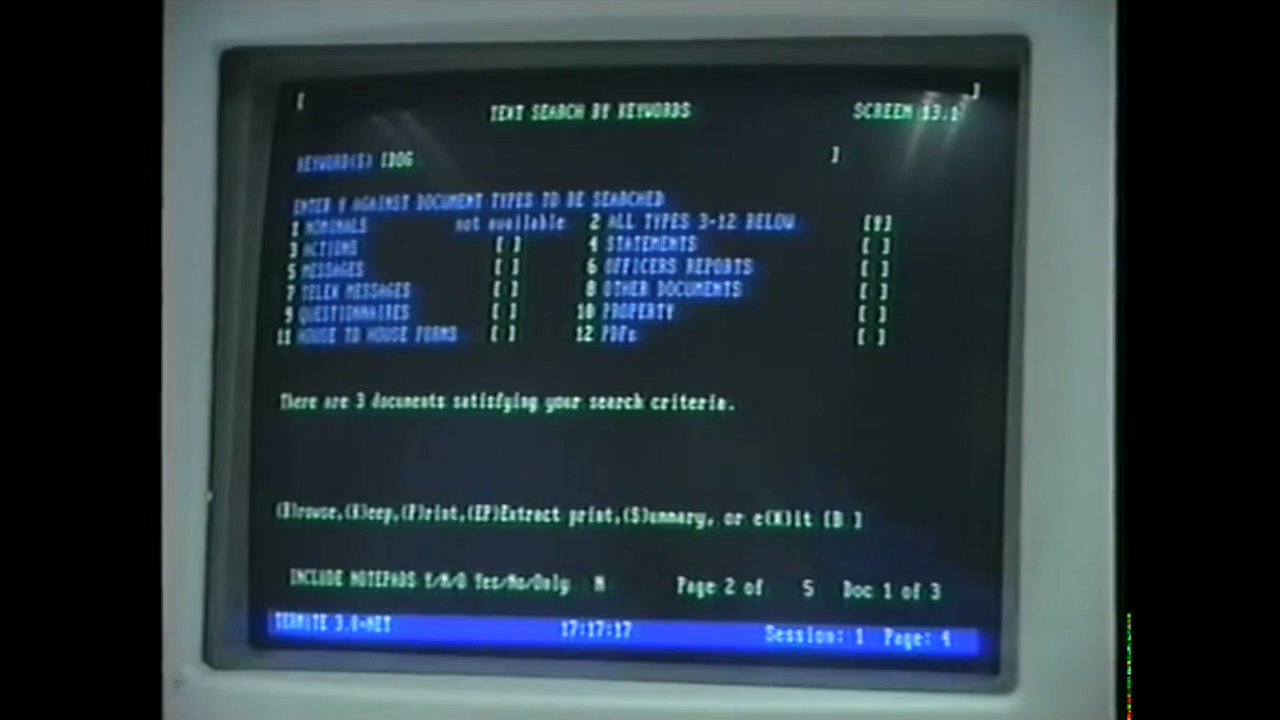 [ ]
TEXT SEARCH BY KEYWORDS SCREEN 13.1
KEYWORD(S) [DOG ]
ENTER Y AGAINST DOCUMENT TYPES TO BE SEARCHED
1 NOMINALS not available 2 ALL TYPES 3-12 BELOW [Y]
3 ACTIONS [ ] 4 STATEMENTS [ ]
5 MESSAGES [ ] 6 OFFICERS REPORTS [ ]
7 TELEX MESSAGES [ ] 8 OTHER DOCUMENTS [ ]
9 QUESTIONNAIRES [ ] 10 PROPERTY [ ]
11 HOUSE TO HOUSE FORMS [ ] 12 PDFs [ ]
There are 3 documents satisfying your search criteria.
(B)rowse,(K)eep,(P)rint,(EP)Extract print,(S)ummary, or e(X)it [B ]
INCLUDE NOTEPADS Y/N/O Yes/No/Only N Page 2 of 5 Doc 1 of 3
TERMITE 3.0-NET 17:17:17 Session: 1 Page: 4